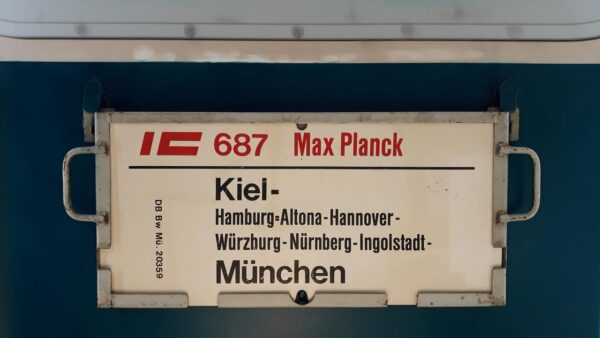 IC 687 Max Planck
Kiel-
Hamburg=Altona-Hannover-
Würzburg-Nürnberg-Ingolstadt-
München
DB Bw Mü. 20359